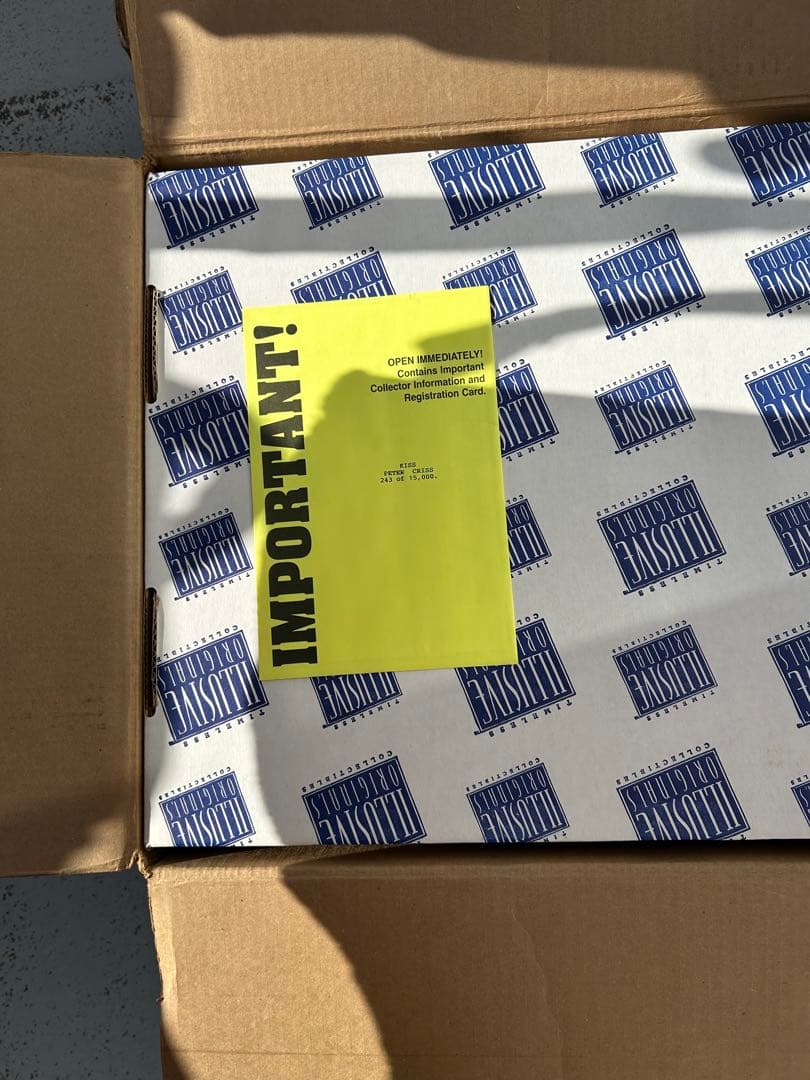 IMPORTANT!
OPEN IMMEDIATELY!
Contains Important
Collector Information and
Registration Card.
KISS
PETER CRISS
243 of 15,000.
TIMELESS
ILLUSIVE
ORIGINALS
COLLECTIBLES